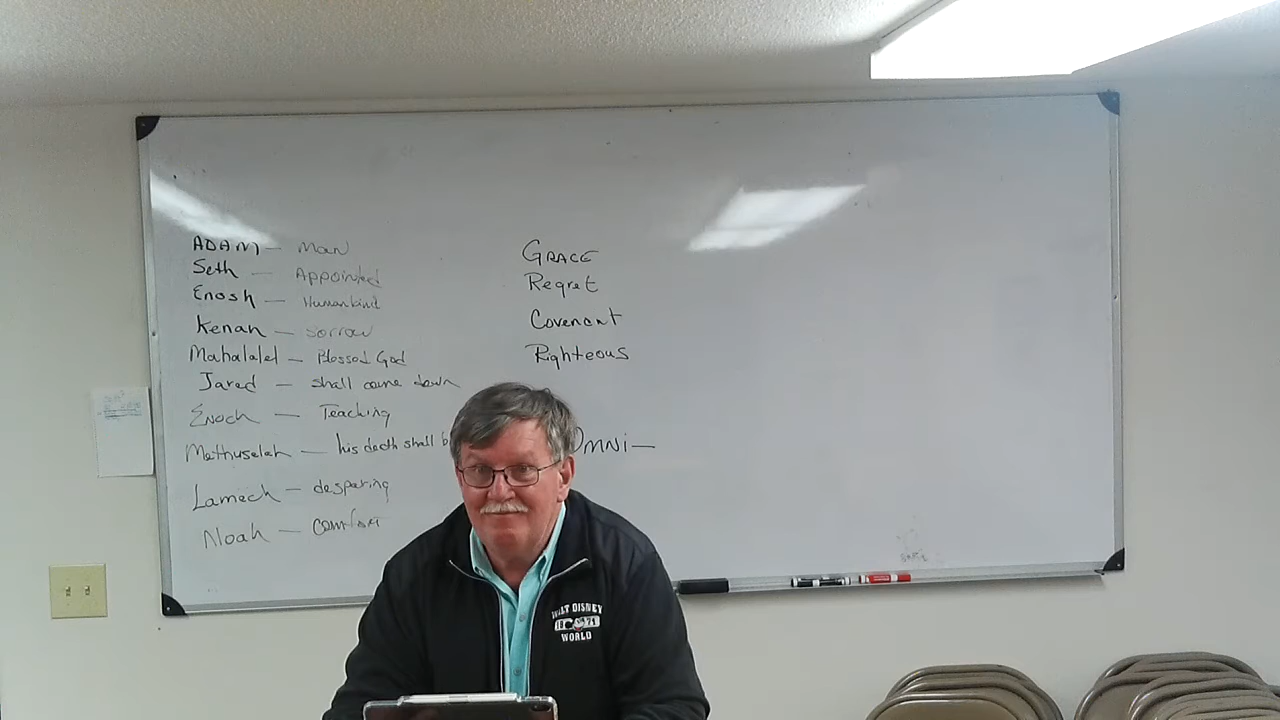 ADAM — Man
Seth — Appointed
Enosh — Humankind
Kenan — Sorrow
Mahalalel — Blessed God
Jared — shall come down
Enoch — Teaching
Methuselah — his death shall
Lamech — despairing
Noah — comfort
GRACE
Regret
Covenant
Righteous
Omni—
WALT DISNEY
WORLD